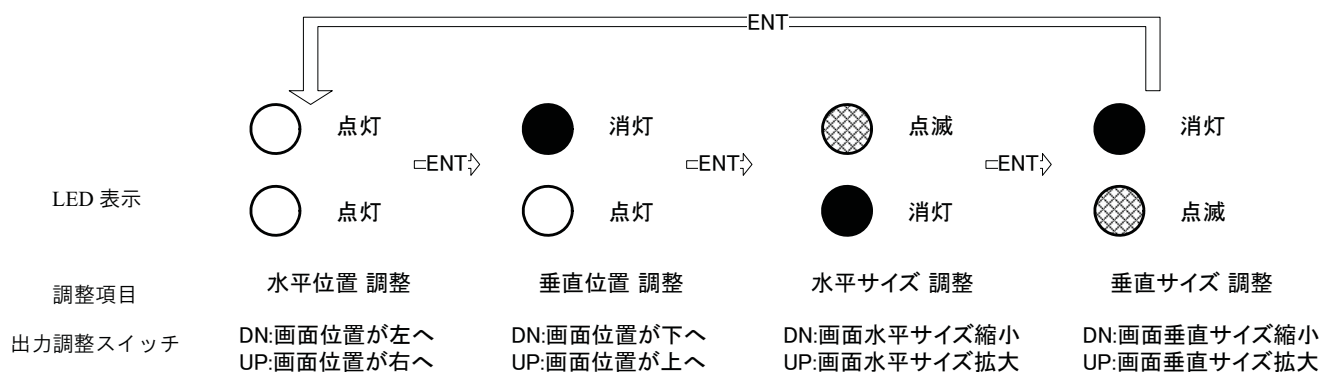 ENT
点灯 消灯 点滅 消灯
ENT ENT ENT
LED 表示
点灯 点灯 消灯 点滅
調整項目 水平位置 調整 垂直位置 調整 水平サイズ 調整 垂直サイズ 調整
出力調整スイッチ
DN:画面位置が左へ DN:画面位置が下へ DN:画面水平サイズ縮小 DN:画面垂直サイズ縮小
UP:画面位置が右へ UP:画面位置が上へ UP:画面水平サイズ拡大 UP:画面垂直サイズ拡大